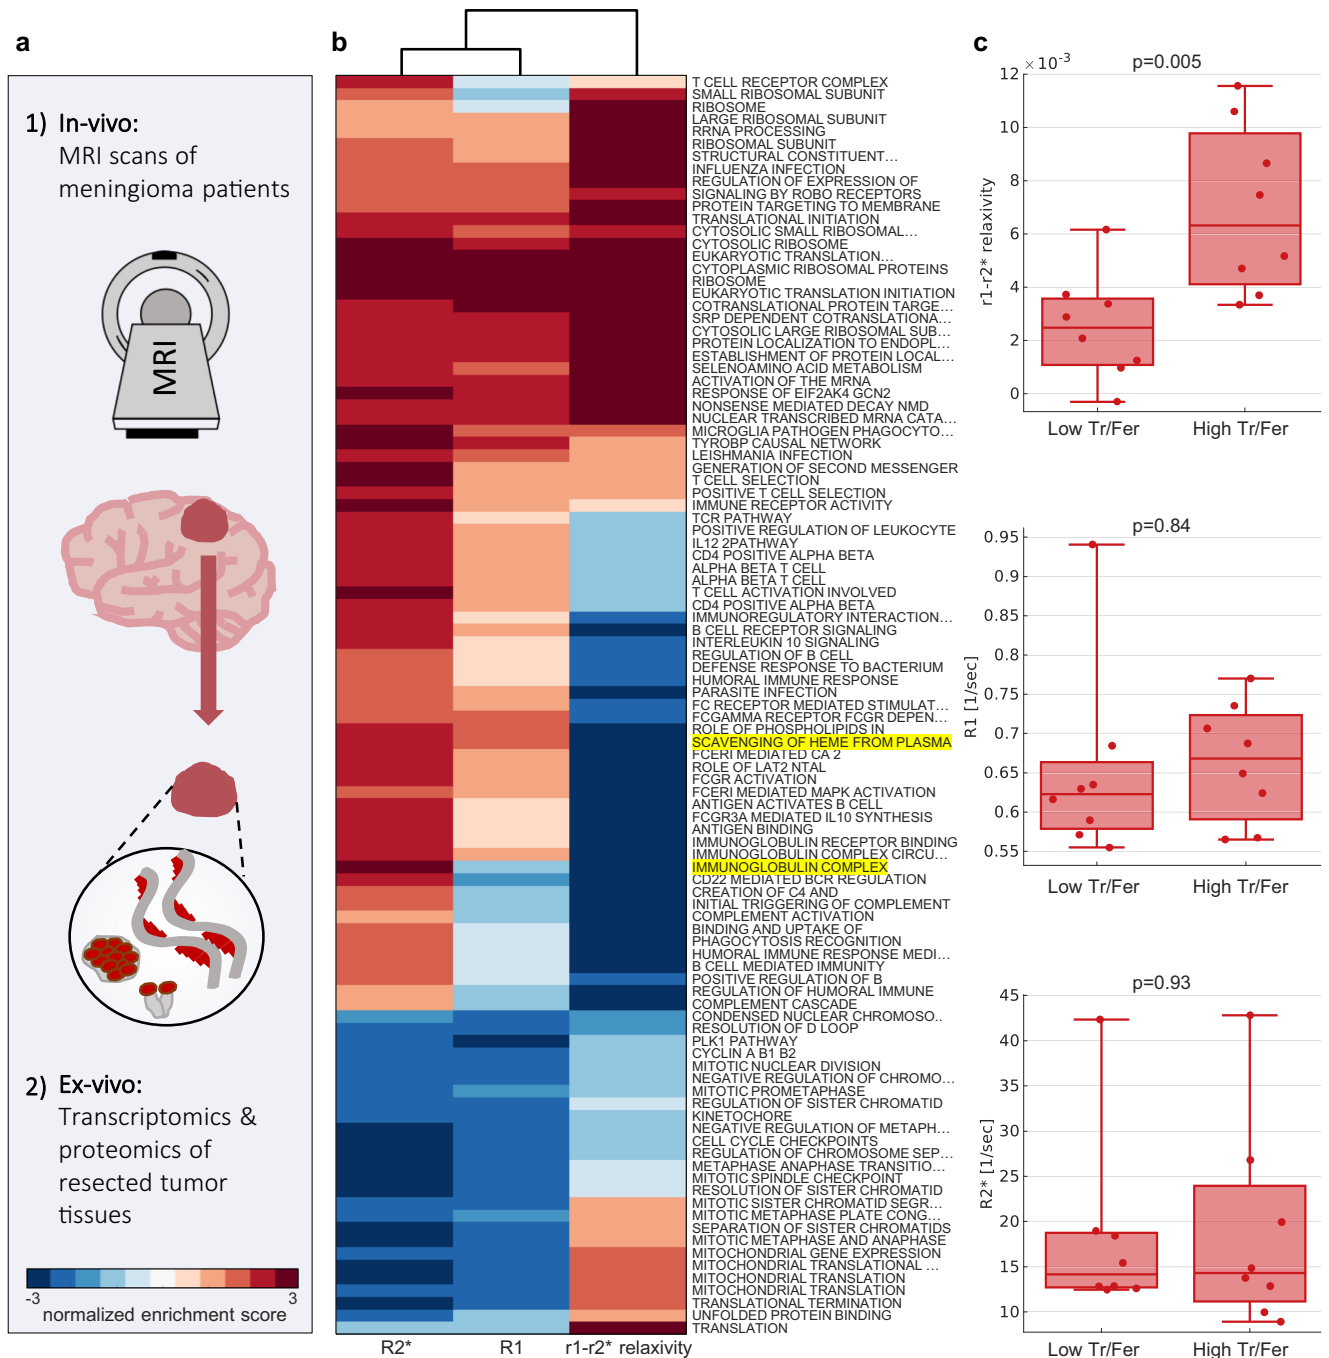 a
1) In-vivo:
MRI scans of
meningioma patients
MRI
2) Ex-vivo:
Transcriptomics &
proteomics of
resected tumor
tissues
-3
3
normalized enrichment score
b
T CELL RECEPTOR COMPLEX
SMALL RIBOSOMAL SUBUNIT
RIBOSOME
LARGE RIBOSOMAL SUBUNIT
RRNA PROCESSING
RIBOSOMAL SUBUNIT
STRUCTURAL CONSTITUENT…
INFLUENZA INFECTION
REGULATION OF EXPRESSION OF
SIGNALING BY ROBO RECEPTORS
PROTEIN TARGETING TO MEMBRANE
TRANSLATIONAL INITIATION
CYTOSOLIC SMALL RIBOSOMAL…
CYTOSOLIC RIBOSOME
EUKARYOTIC TRANSLATION…
CYTOPLASMIC RIBOSOMAL PROTEINS
RIBOSOME
EUKARYOTIC TRANSLATION INITIATION
COTRANSLATIONAL PROTEIN TARGE…
SRP DEPENDENT COTRANSLATIONA…
CYTOSOLIC LARGE RIBOSOMAL SUB…
PROTEIN LOCALIZATION TO ENDOPL…
ESTABLISHMENT OF PROTEIN LOCAL…
SELENOAMINO ACID METABOLISM
ACTIVATION OF THE MRNA
RESPONSE OF EIF2AK4 GCN2
NONSENSE MEDIATED DECAY NMD
NUCLEAR TRANSCRIBED MRNA CATA…
MICROGLIA PATHOGEN PHAGOCYTO…
TYROBP CAUSAL NETWORK
LEISHMANIA INFECTION
GENERATION OF SECOND MESSENGER
T CELL SELECTION
POSITIVE T CELL SELECTION
IMMUNE RECEPTOR ACTIVITY
TCR PATHWAY
POSITIVE REGULATION OF LEUKOCYTE
IL12 2PATHWAY
CD4 POSITIVE ALPHA BETA
ALPHA BETA T CELL
ALPHA BETA T CELL
T CELL ACTIVATION INVOLVED
CD4 POSITIVE ALPHA BETA
IMMUNOREGULATORY INTERACTION…
B CELL RECEPTOR SIGNALING
INTERLEUKIN 10 SIGNALING
REGULATION OF B CELL
DEFENSE RESPONSE TO BACTERIUM
HUMORAL IMMUNE RESPONSE
PARASITE INFECTION
FC RECEPTOR MEDIATED STIMULAT…
FCGAMMA RECEPTOR FCGR DEPEN…
ROLE OF PHOSPHOLIPIDS IN
SCAVENGING OF HEME FROM PLASMA
FCERI MEDIATED CA 2
ROLE OF LAT2 NTAL
FCGR ACTIVATION
FCERI MEDIATED MAPK ACTIVATION
ANTIGEN ACTIVATES B CELL
FCGR3A MEDIATED IL10 SYNTHESIS
ANTIGEN BINDING
IMMUNOGLOBULIN RECEPTOR BINDING
IMMUNOGLOBULIN COMPLEX CIRCU…
IMMUNOGLOBULIN COMPLEX
CD22 MEDIATED BCR REGULATION
CREATION OF C4 AND
INITIAL TRIGGERING OF COMPLEMENT
COMPLEMENT ACTIVATION
BINDING AND UPTAKE OF
PHAGOCYTOSIS RECOGNITION
HUMORAL IMMUNE RESPONSE MEDI…
B CELL MEDIATED IMMUNITY
POSITIVE REGULATION OF B
REGULATION OF HUMORAL IMMUNE
COMPLEMENT CASCADE
CONDENSED NUCLEAR CHROMOSO..
RESOLUTION OF D LOOP
PLK1 PATHWAY
CYCLIN A B1 B2
MITOTIC NUCLEAR DIVISION
NEGATIVE REGULATION OF CHROMO…
MITOTIC PROMETAPHASE
REGULATION OF SISTER CHROMATID
KINETOCHORE
NEGATIVE REGULATION OF METAPH…
CELL CYCLE CHECKPOINTS
REGULATION OF CHROMOSOME SEP…
METAPHASE ANAPHASE TRANSITIO…
MITOTIC SPINDLE CHECKPOINT
RESOLUTION OF SISTER CHROMATID
MITOTIC SISTER CHROMATID SEGR…
MITOTIC METAPHASE PLATE CONG…
SEPARATION OF SISTER CHROMATIDS
MITOTIC METAPHASE AND ANAPHASE
MITOCHONDRIAL GENE EXPRESSION
MITOCHONDRIAL TRANSLATIONAL …
MITOCHONDRIAL TRANSLATION
MITOCHONDRIAL TRANSLATION
TRANSLATIONAL TERMINATION
UNFOLDED PROTEIN BINDING
TRANSLATION
R2* R1 r1-r2* relaxivity
c
× 10⁻³
p=0.005
12
10
8
6
4
2
0
r1-r2* relaxivity
Low Tr/Fer High Tr/Fer
p=0.84
0.95
0.9
0.85
0.8
0.75
0.7
0.65
0.6
0.55
R1 [1/sec]
Low Tr/Fer High Tr/Fer
p=0.93
45
40
35
30
25
20
15
10
R2* [1/sec]
Low Tr/Fer High Tr/Fer